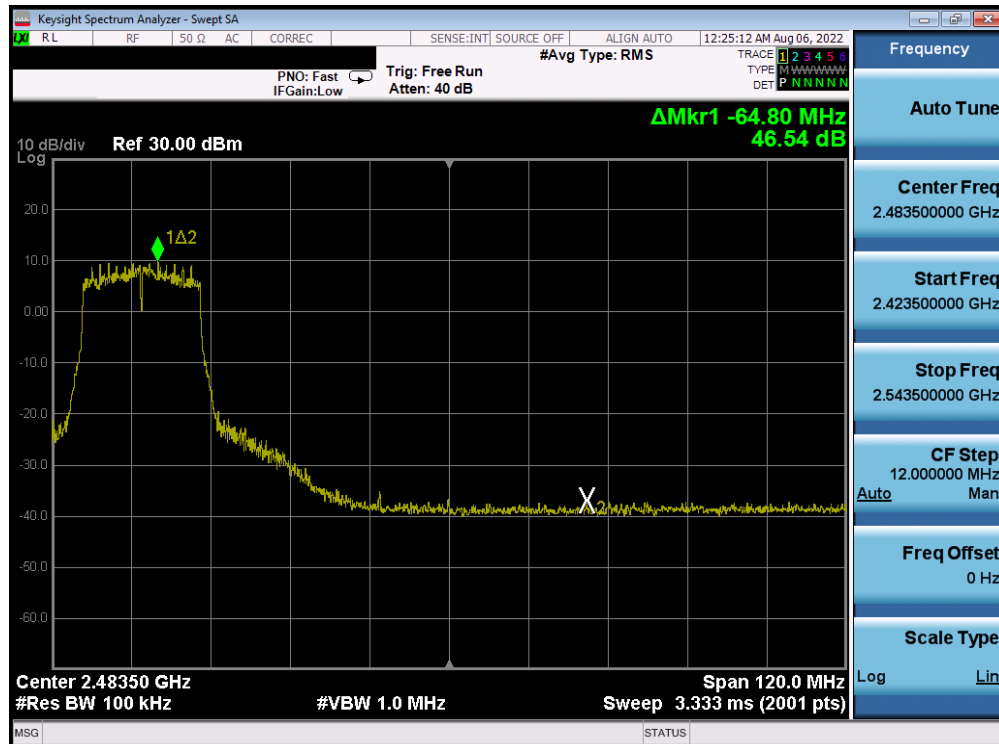 Keysight Spectrum Analyzer - Swept SA
LXI RL RF 50 Ω AC CORREC SENSE:INT SOURCE OFF ALIGN AUTO 12:25:12 AM Aug 06, 2022
PNO: Fast
IFGain:Low
Trig: Free Run
Atten: 40 dB
#Avg Type: RMS
TRACE 1 2 3 4 5 6
TYPE M WWWWW
DET P N N N N N
ΔMkr1 -64.80 MHz
46.54 dB
10 dB/div
Log
Ref 30.00 dBm
20.0
10.0
0.00
-10.0
-20.0
-30.0
-40.0
-50.0
-60.0
1Δ2
X2
Center 2.48350 GHz
#Res BW 100 kHz
#VBW 1.0 MHz
Span 120.0 MHz
Sweep 3.333 ms (2001 pts)
MSG
STATUS
Frequency
Auto Tune
Center Freq
2.483500000 GHz
Start Freq
2.423500000 GHz
Stop Freq
2.543500000 GHz
CF Step
12.000000 MHz
Auto Man
Freq Offset
0 Hz
Scale Type
Log Lin